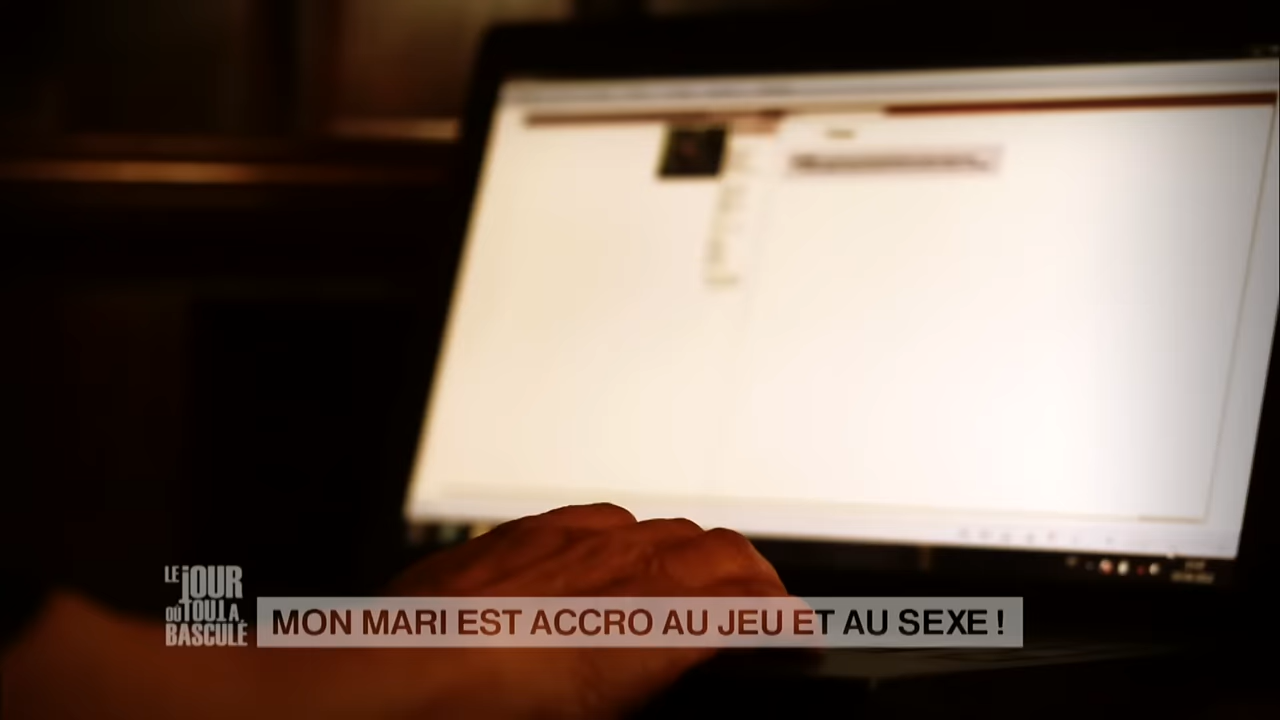 LE JOUR
OÙ TOUT A
BASCULÉ
MON MARI EST ACCRO AU JEU ET AU SEXE !